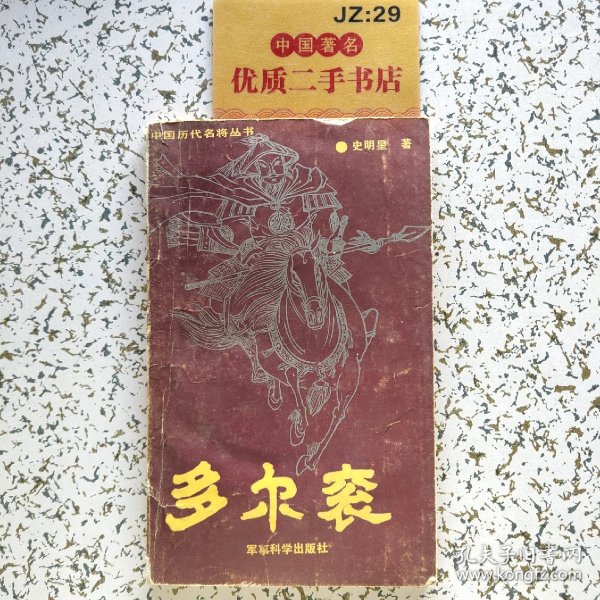 JZ:29
中国著名
优质二手书店
中国历代名将丛书
史明星 著
多尔衮
军事科学出版社
孔夫子旧书网
www.kongfz.com